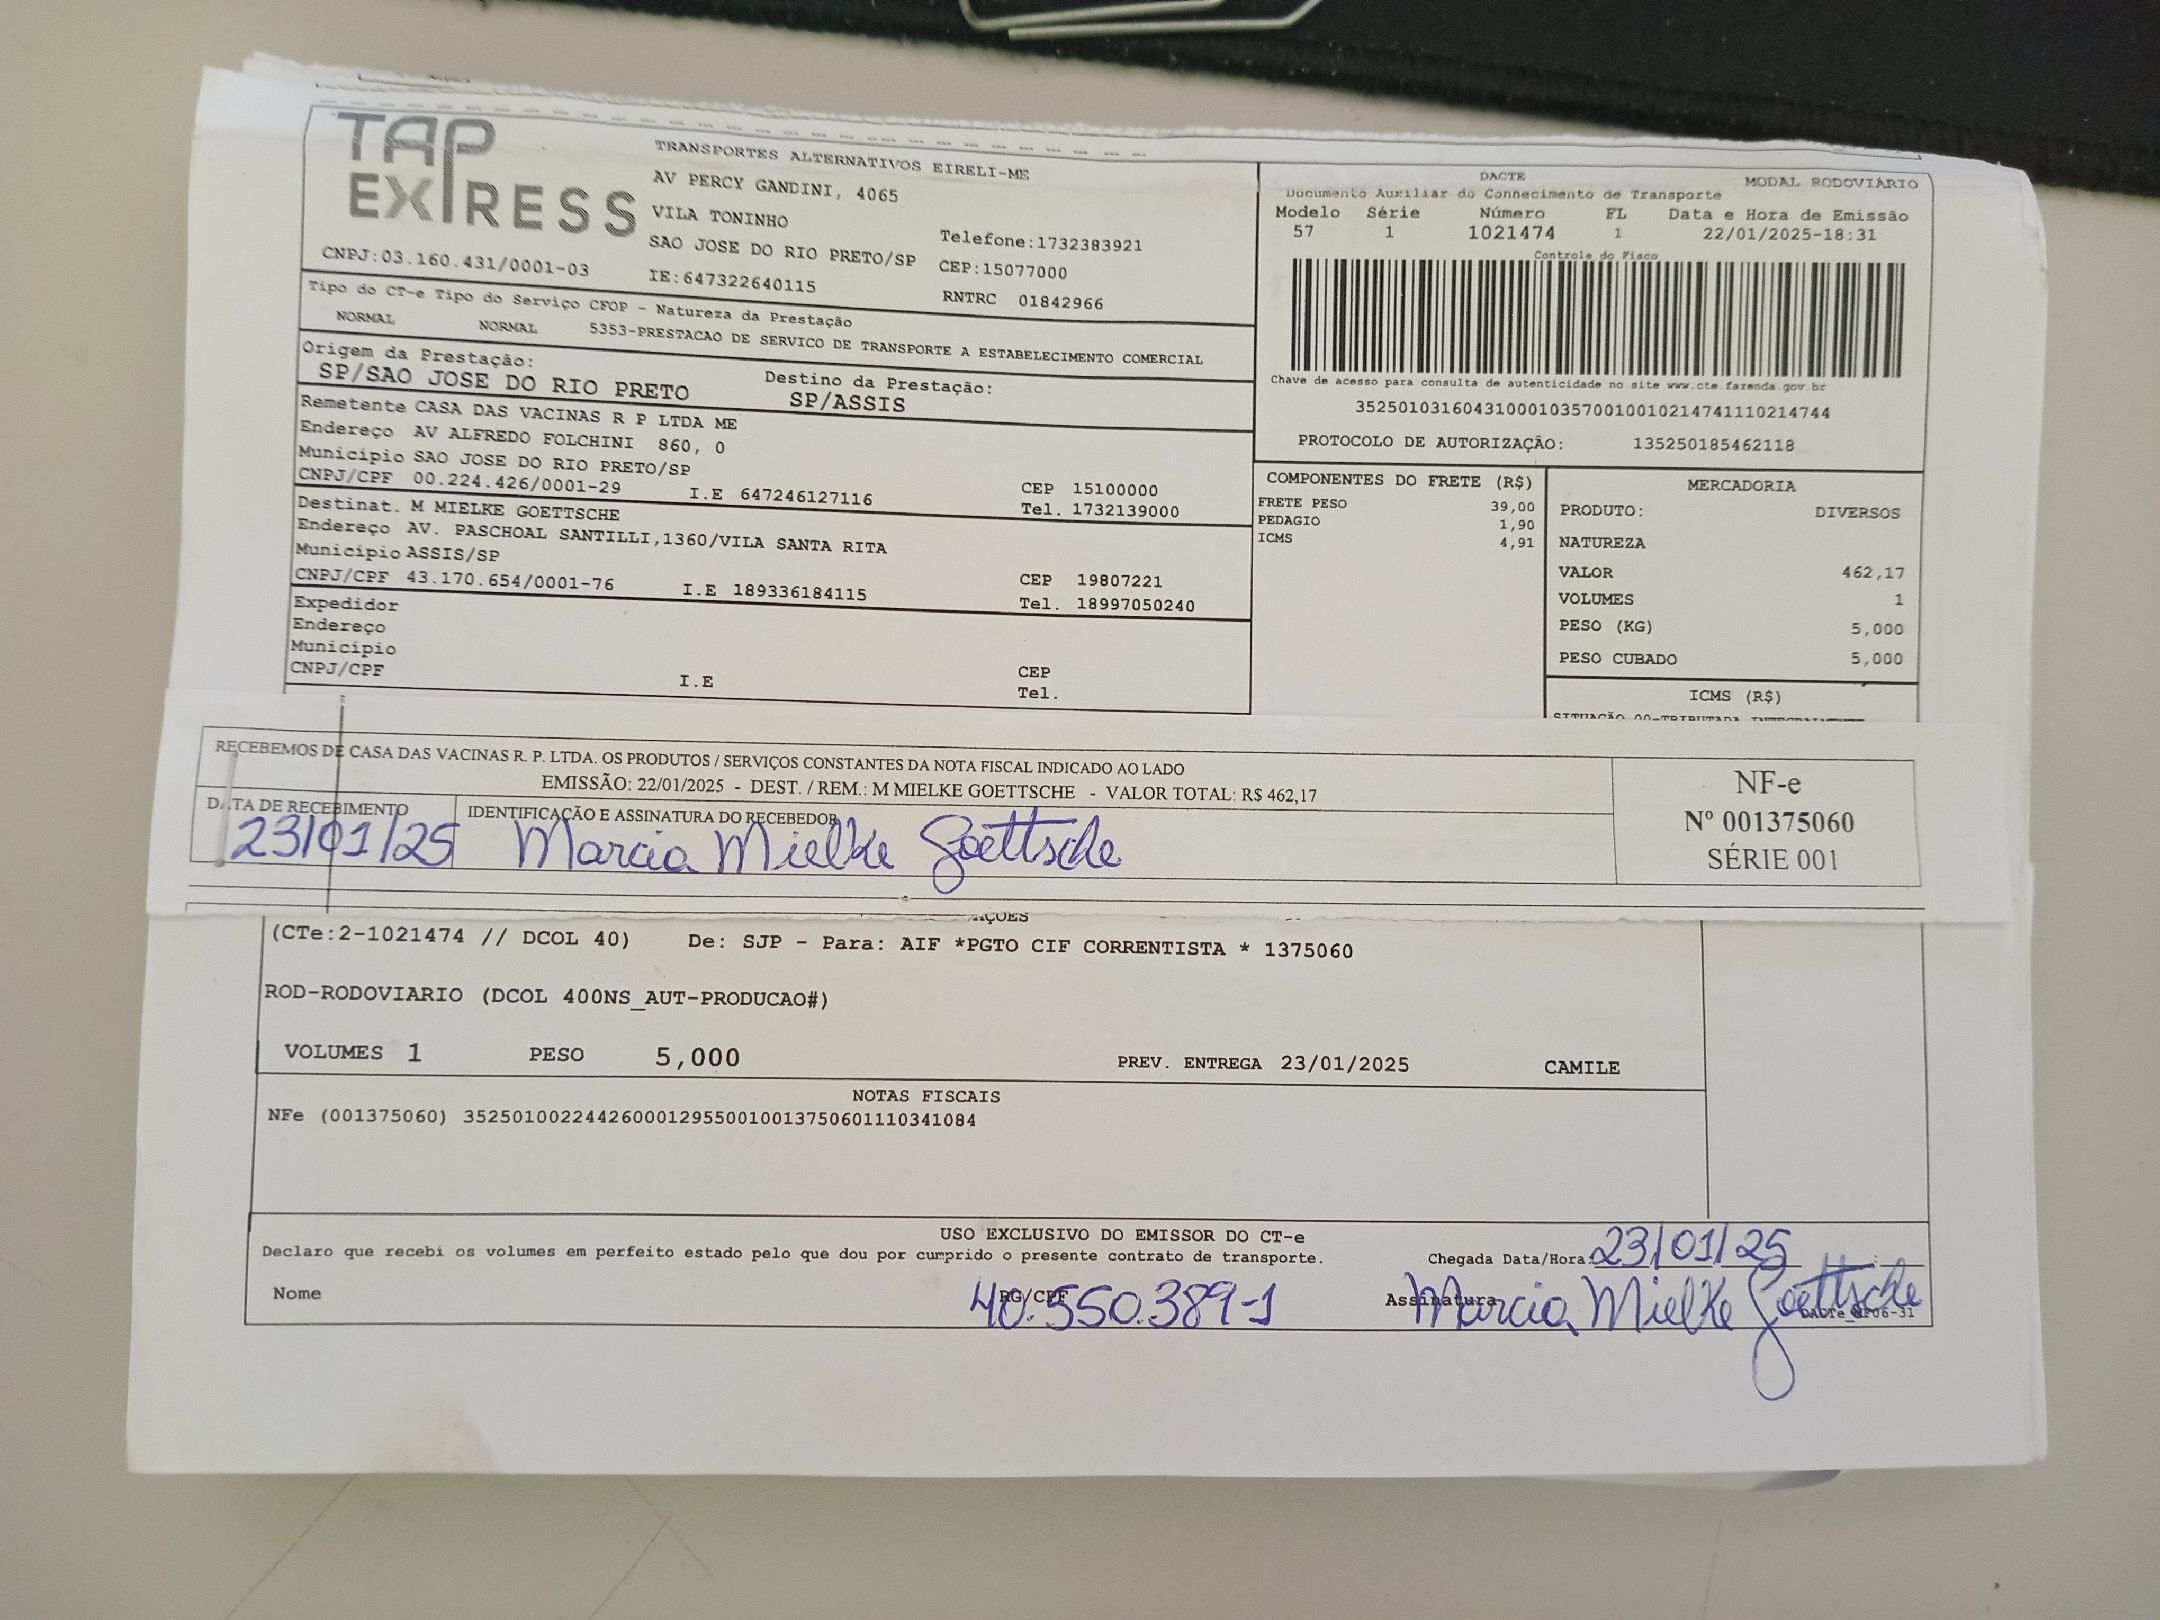 TAP
EXPRESS
CNPJ:03.160.431/0001-03
TRANSPORTES ALTERNATIVOS EIRELI-ME
AV PERCY GANDINI, 4065
VILA TONINHO
SAO JOSE DO RIO PRETO/SP
IE:647322640115
Telefone:1732383921
CEP:15077000
RNTRC 01842966
DACTE
MODAL RODOVIÁRIO
Documento Auxiliar do Connecimento de Transporte
Modelo Série Número FL Data e Hora de Emissão
57 1 1021474 1 22/01/2025-18:31
Controle do Fisco
Chave de acesso para consulta de autenticidade no site www.cte.fazenda.gov.br
35250103160431000103570010010214741110214744
PROTOCOLO DE AUTORIZAÇÃO: 135250185462118
Tipo do CT-e Tipo do Serviço CFOP - Natureza da Prestação
NORMAL NORMAL 5353-PRESTACAO DE SERVICO DE TRANSPORTE A ESTABELECIMENTO COMERCIAL
Origem da Prestação: Destino da Prestação:
SP/SAO JOSE DO RIO PRETO SP/ASSIS
Remetente CASA DAS VACINAS R P LTDA ME
Endereço AV ALFREDO FOLCHINI 860, 0
Município SAO JOSE DO RIO PRETO/SP CEP 15100000
CNPJ/CPF 00.224.426/0001-29 I.E 647246127116 Tel. 1732139000
Destinat. M MIELKE GOETTSCHE
Endereço AV. PASCHOAL SANTILLI,1360/VILA SANTA RITA
Município ASSIS/SP CEP 19807221
CNPJ/CPF 43.170.654/0001-76 I.E 189336184115 Tel. 18997050240
Expedidor
Endereço
Município CEP
CNPJ/CPF I.E Tel.
COMPONENTES DO FRETE (R$)
FRETE PESO 39,00
PEDAGIO 1,90
ICMS 4,91
MERCADORIA
PRODUTO: DIVERSOS
NATUREZA
VALOR 462,17
VOLUMES 1
PESO (KG) 5,000
PESO CUBADO 5,000
ICMS (R$)
RECEBEMOS DE CASA DAS VACINAS R. P. LTDA. OS PRODUTOS / SERVIÇOS CONSTANTES DA NOTA FISCAL INDICADO AO LADO
EMISSÃO: 22/01/2025 - DEST. / REM.: M MIELKE GOETTSCHE - VALOR TOTAL: R$ 462,17
DATA DE RECEBIMENTO IDENTIFICAÇÃO E ASSINATURA DO RECEBEDOR
23/01/25 Marcia Mielke Goettsche
NF-e
Nº 001375060
SÉRIE 001
(CTe:2-1021474 // DCOL 40) De: SJP - Para: AIF *PGTO CIF CORRENTISTA * 1375060
ROD-RODOVIARIO (DCOL 400NS_AUT-PRODUCAO#)
VOLUMES 1 PESO 5,000 PREV. ENTREGA 23/01/2025 CAMILE
NOTAS FISCAIS
NFe (001375060) 35250100224426000129550010013750601110341084
USO EXCLUSIVO DO EMISSOR DO CT-e
Declaro que recebi os volumes em perfeito estado pelo que dou por cumprido o presente contrato de transporte. Chegada Data/Hora: 23/01/25
Nome RG/CPF 40.550.389-1 Assinatura Marcia Mielke Goettsche